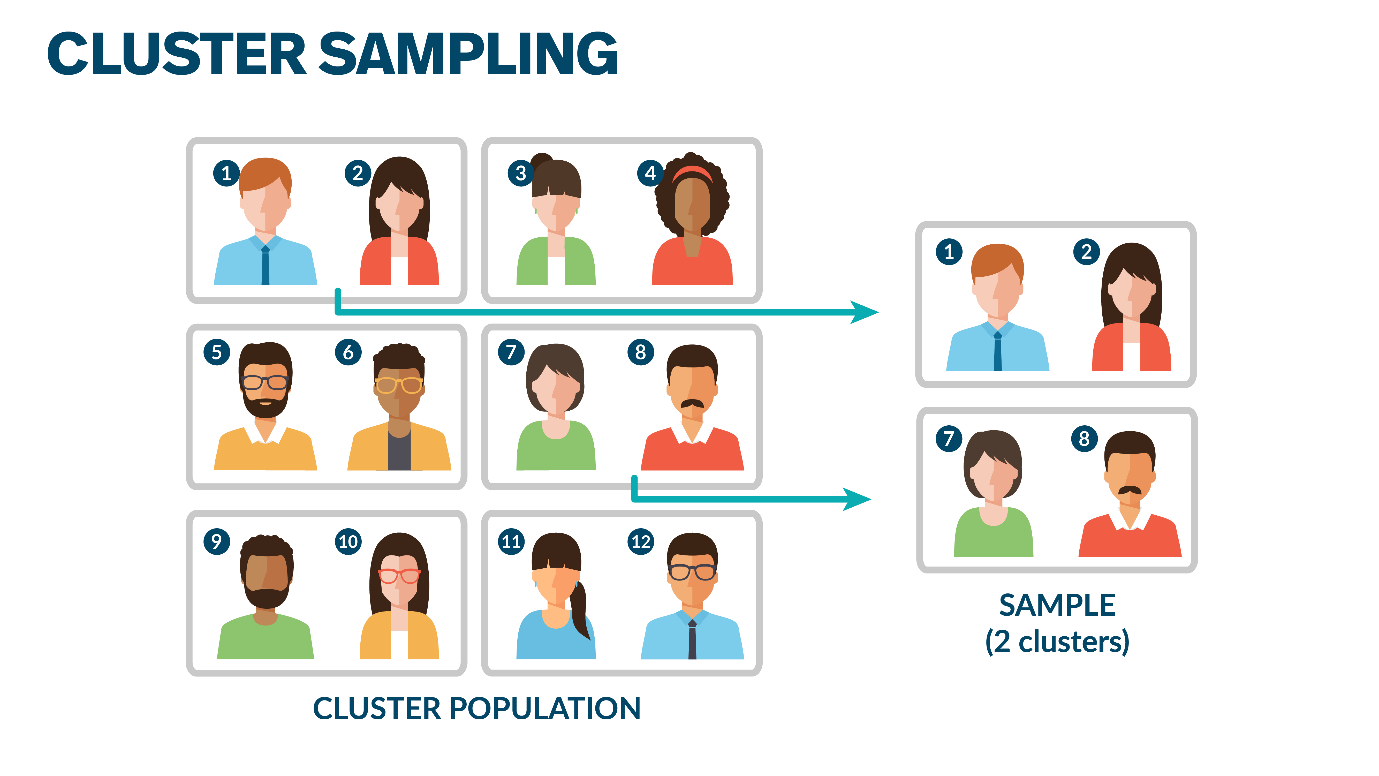 CLUSTER SAMPLING
1 2 3 4
1 2
5 6 7 8
7 8
9 10 11 12
SAMPLE
(2 clusters)
CLUSTER POPULATION